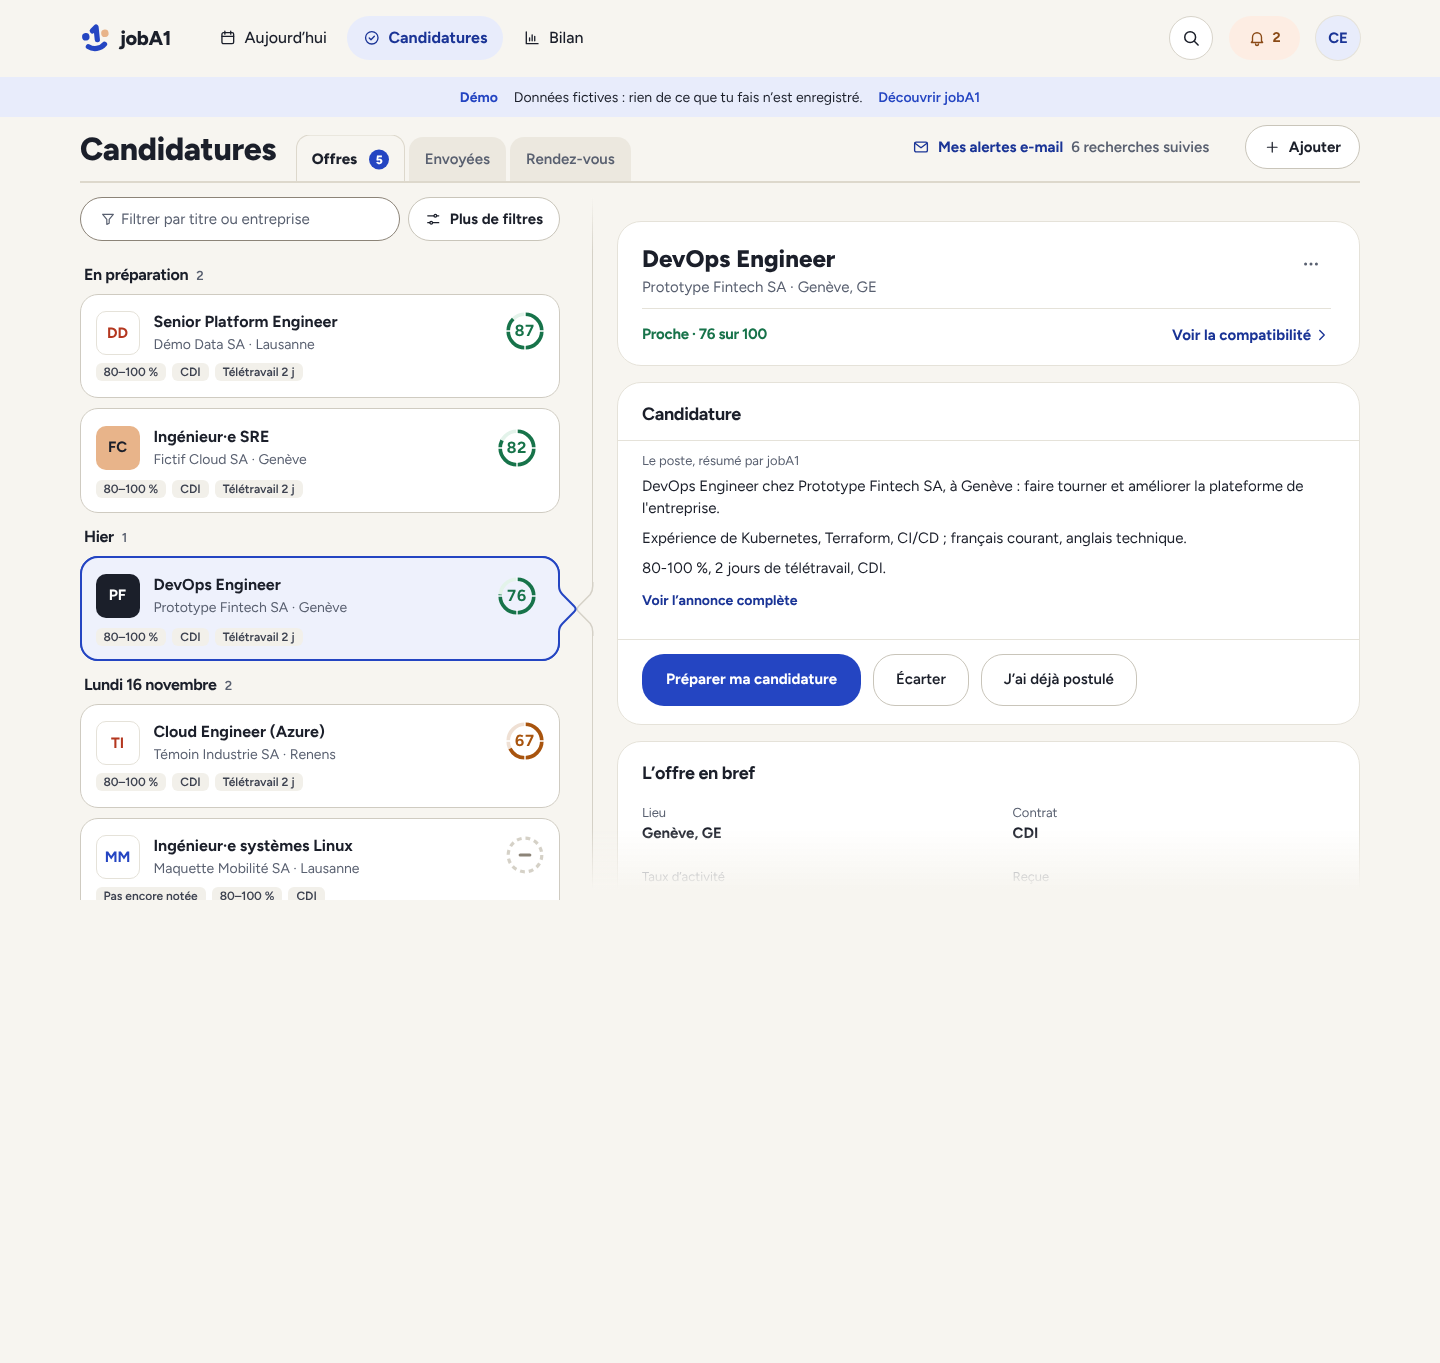 jobA1
Aujourd’hui
Candidatures
Bilan
2
CE
Démo Données fictives : rien de ce que tu fais n’est enregistré. Découvrir jobA1
Candidatures
Offres 5
Envoyées
Rendez-vous
Mes alertes e-mail 6 recherches suivies
Ajouter
Filtrer par titre ou entreprise
Plus de filtres
En préparation 2
DD
Senior Platform Engineer
Démo Data SA · Lausanne
87
80–100 % CDI Télétravail 2 j
FC
Ingénieur·e SRE
Fictif Cloud SA · Genève
82
80–100 % CDI Télétravail 2 j
Hier 1
PF
DevOps Engineer
Prototype Fintech SA · Genève
76
80–100 % CDI Télétravail 2 j
Lundi 16 novembre 2
TI
Cloud Engineer (Azure)
Témoin Industrie SA · Renens
67
80–100 % CDI Télétravail 2 j
MM
Ingénieur·e systèmes Linux
Maquette Mobilité SA · Lausanne
Pas encore notée 80–100 % CDI
DevOps Engineer
Prototype Fintech SA · Genève, GE
Proche · 76 sur 100
Voir la compatibilité
Candidature
Le poste, résumé par jobA1
DevOps Engineer chez Prototype Fintech SA, à Genève : faire tourner et améliorer la plateforme de
l'entreprise.
Expérience de Kubernetes, Terraform, CI/CD ; français courant, anglais technique.
80-100 %, 2 jours de télétravail, CDI.
Voir l’annonce complète
Préparer ma candidature
Écarter
J’ai déjà postulé
L’offre en bref
Lieu
Genève, GE
Contrat
CDI
Taux d’activité
Reçue